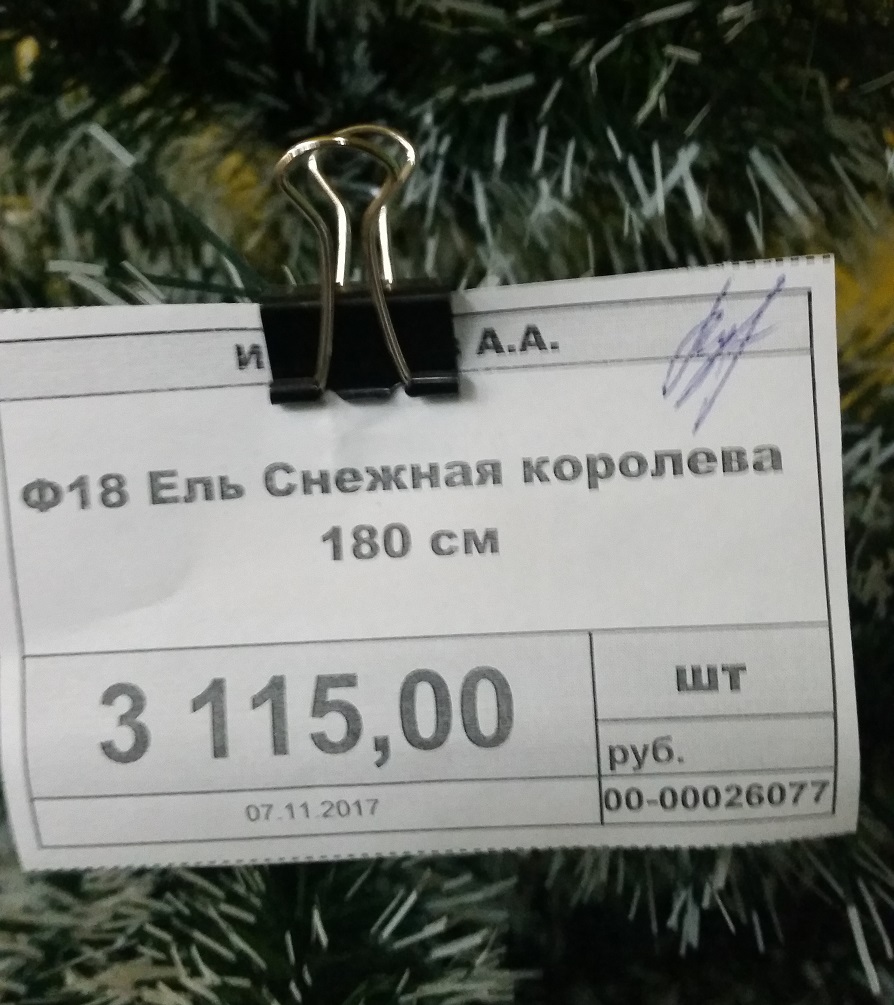 И А.А.
Ф18 Ель Снежная королева
180 см
3 115,00
шт
руб.
07.11.2017
00-00026077